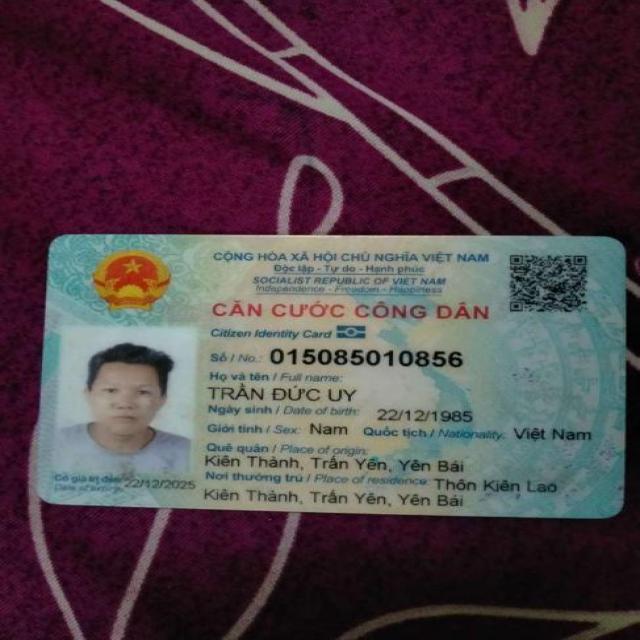 CỘNG HÒA XÃ HỘI CHỦ NGHĨA VIỆT NAM
Độc lập - Tự do - Hạnh phúc
SOCIALIST REPUBLIC OF VIET NAM
Independence - Freedom - Happiness
CĂN CƯỚC CÔNG DÂN
Citizen Identity Card
Số / No.: 015085010856
Họ và tên / Full name:
TRẦN ĐỨC UY
Ngày sinh / Date of birth: 22/12/1985
Giới tính / Sex: Nam Quốc tịch / Nationality: Việt Nam
Quê quán / Place of origin:
Kiên Thành, Trấn Yên, Yên Bái
Nơi thường trú / Place of residence: Thôn Kiên Lao
Kiên Thành, Trấn Yên, Yên Bái
Có giá trị đến: 22/12/2025
Date of expiry